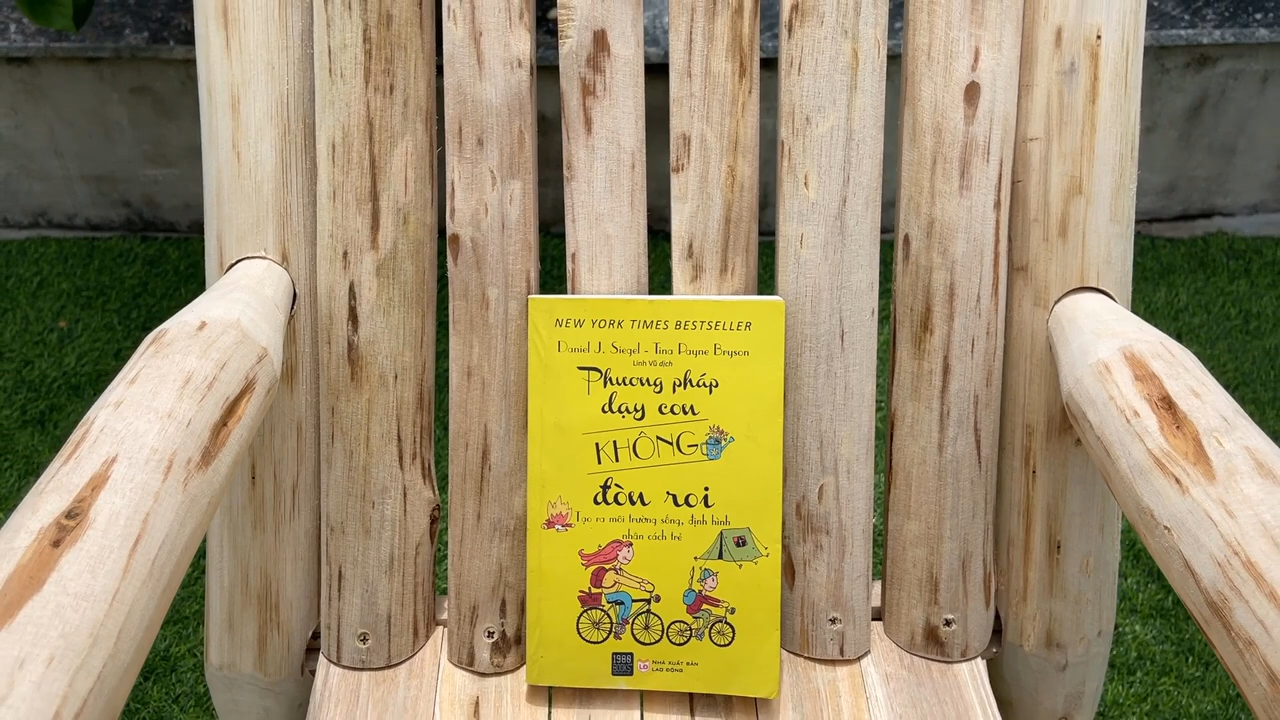 NEW YORK TIMES BESTSELLER
Daniel J. Siegel - Tina Payne Bryson
Linh Vũ dịch
Phương pháp
dạy con
KHÔNG
đòn roi
Tạo ra môi trường sống, định hình
nhân cách trẻ
1980
BOOKS
LĐ
NHÀ XUẤT BẢN
LAO ĐỘNG